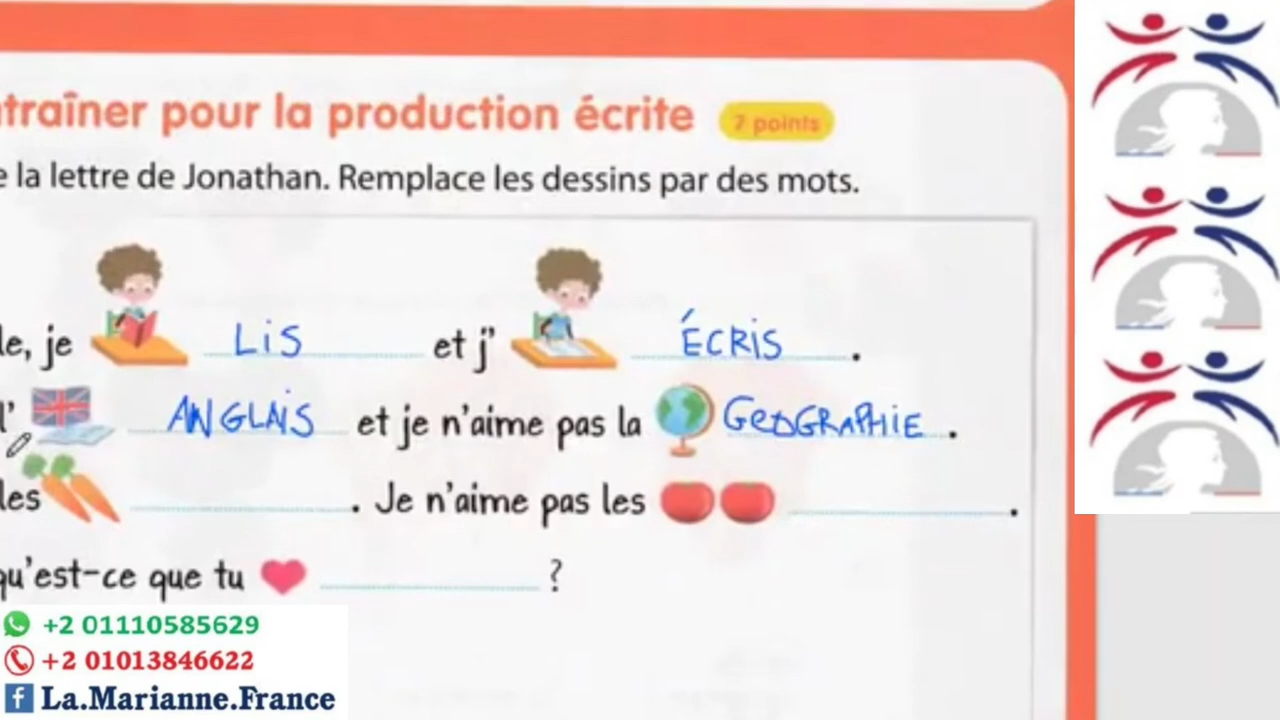 ntraîner pour la production écrite 7 points
e la lettre de Jonathan. Remplace les dessins par des mots.
le, je LIS et j' ÉCRIS .
l' ANGLAIS et je n'aime pas la GEOGRAPHIE .
les . Je n'aime pas les .
qu'est-ce que tu ?
+2 01110585629
+2 01013846622
La.Marianne.France